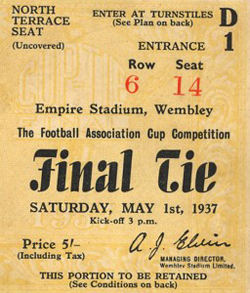 NORTH
TERRACE
SEAT
(Uncovered)
ENTER AT TURNSTILES
(See Plan on back)
D
1
ENTRANCE
Row Seat
6 14
Empire Stadium, Wembley
The Football Association Cup Competition
Final Tie
SATURDAY, MAY 1st, 1937
Kick-off 3 p.m.
Price 5/-
(Including Tax)
A. J. Elvin
MANAGING DIRECTOR,
Wembley Stadium Limited.
THIS PORTION TO BE RETAINED
(See Conditions on back)